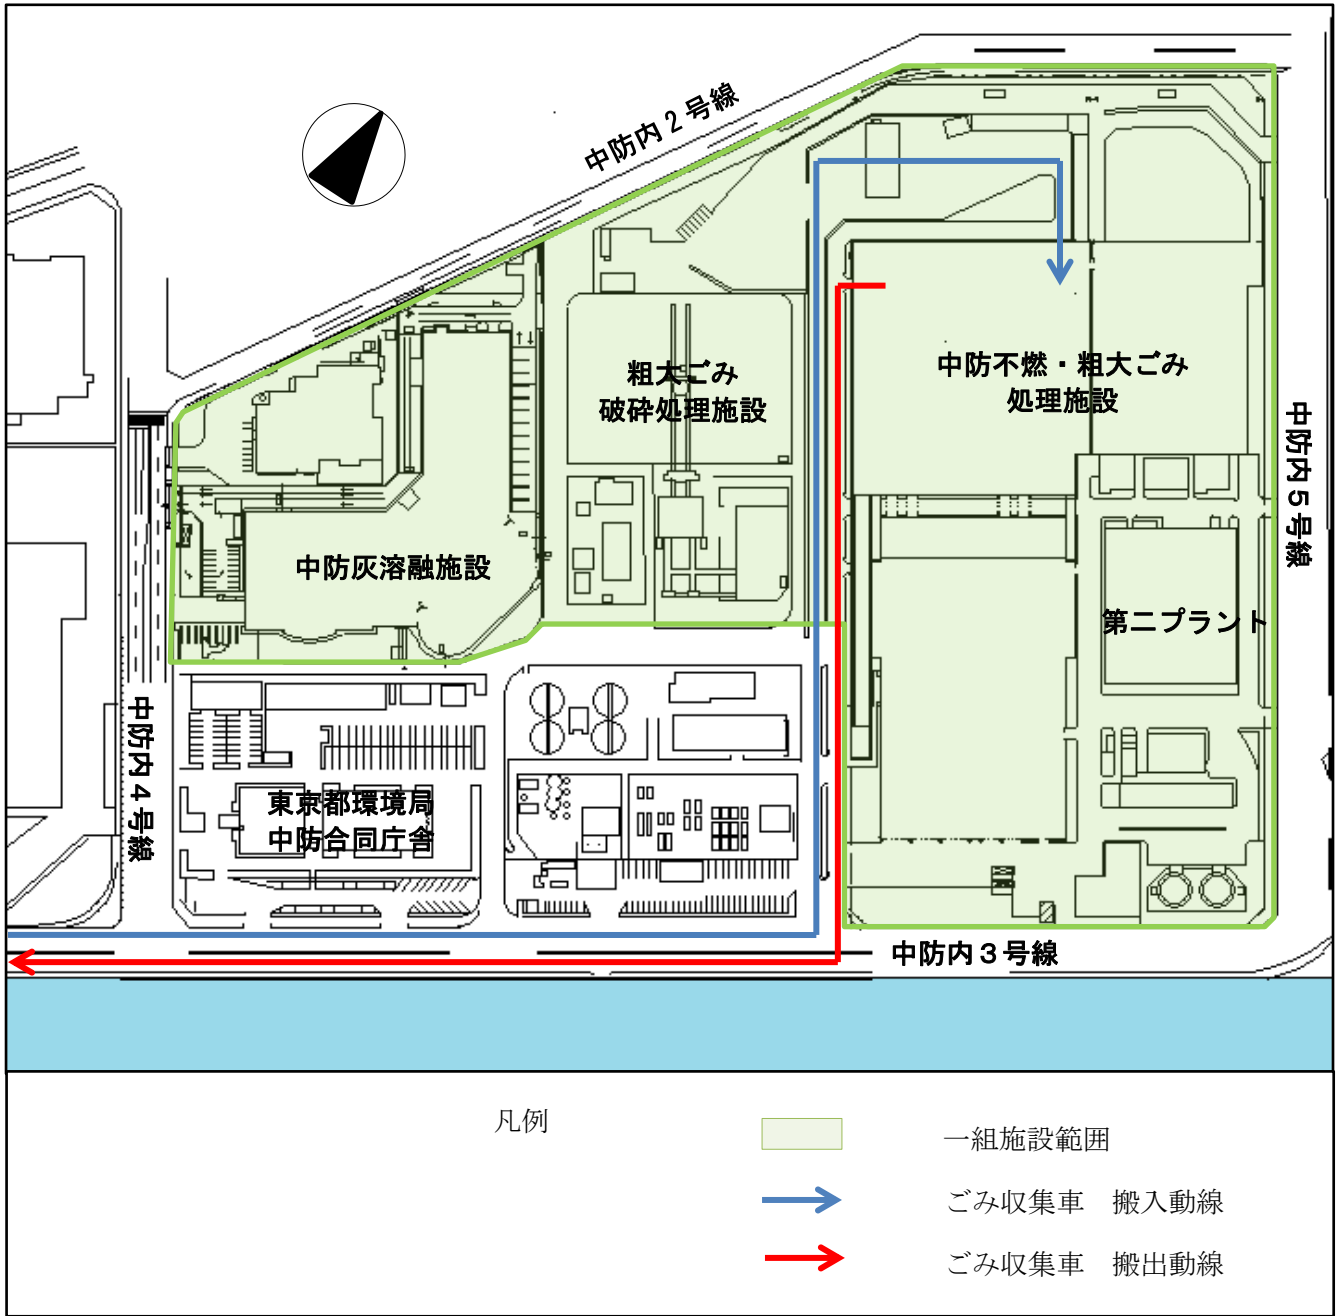 中防内２号線
粗大ごみ
破砕処理施設
中防不燃・粗大ごみ
処理施設
中防内５号線
中防灰溶融施設
第二プラント
中防内４号線
東京都環境局
中防合同庁舎
中防内３号線
凡例
一組施設範囲
ごみ収集車　搬入動線
ごみ収集車　搬出動線